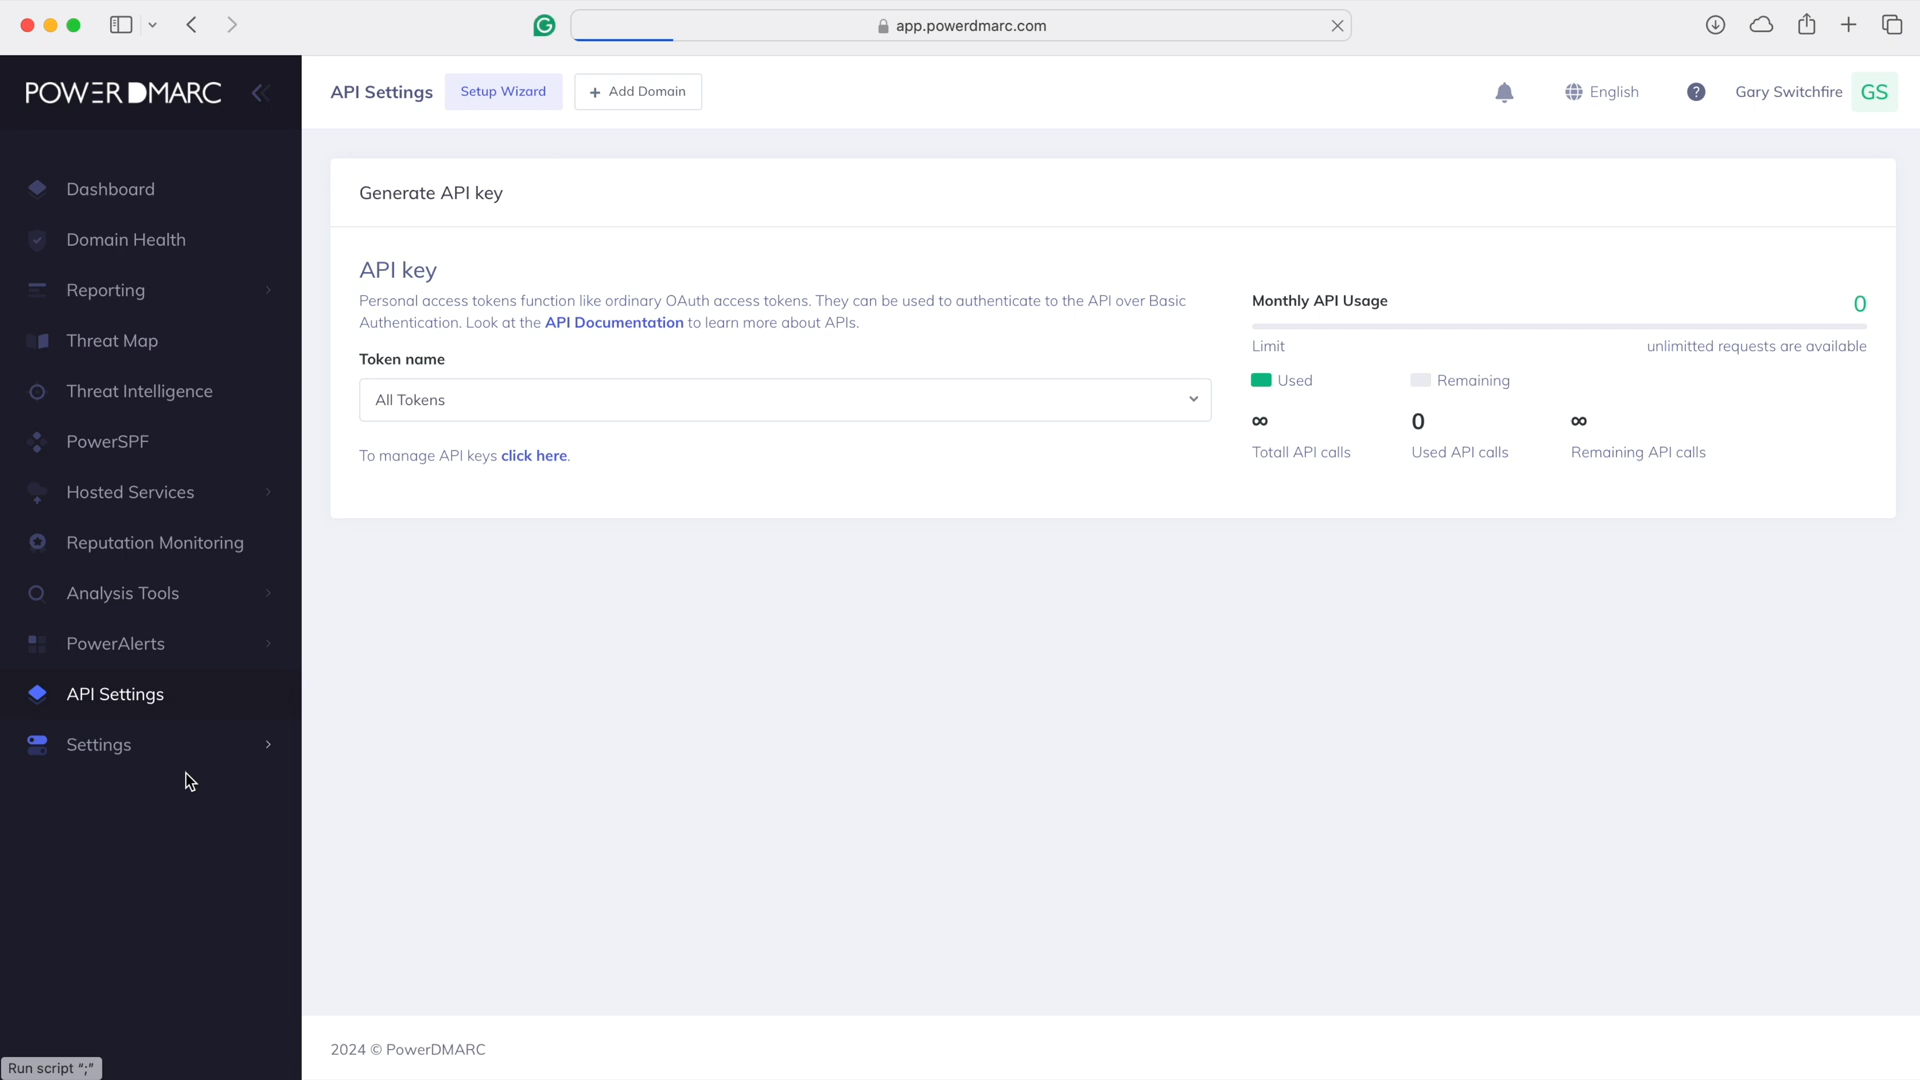 app.powerdmarc.com
POWER DMARC
API Settings
Setup Wizard
+ Add Domain
English
?
Gary Switchfire
GS
Dashboard
Domain Health
Reporting
Threat Map
Threat Intelligence
PowerSPF
Hosted Services
Reputation Monitoring
Analysis Tools
PowerAlerts
API Settings
Settings
Generate API key
API key
Personal access tokens function like ordinary OAuth access tokens. They can be used to authenticate to the API over Basic
Authentication. Look at the API Documentation to learn more about APIs.
Token name
All Tokens
To manage API keys click here.
Monthly API Usage
0
Limit
unlimitted requests are available
Used
Remaining
∞
0
∞
Totall API calls
Used API calls
Remaining API calls
2024 © PowerDMARC
Run script ";"